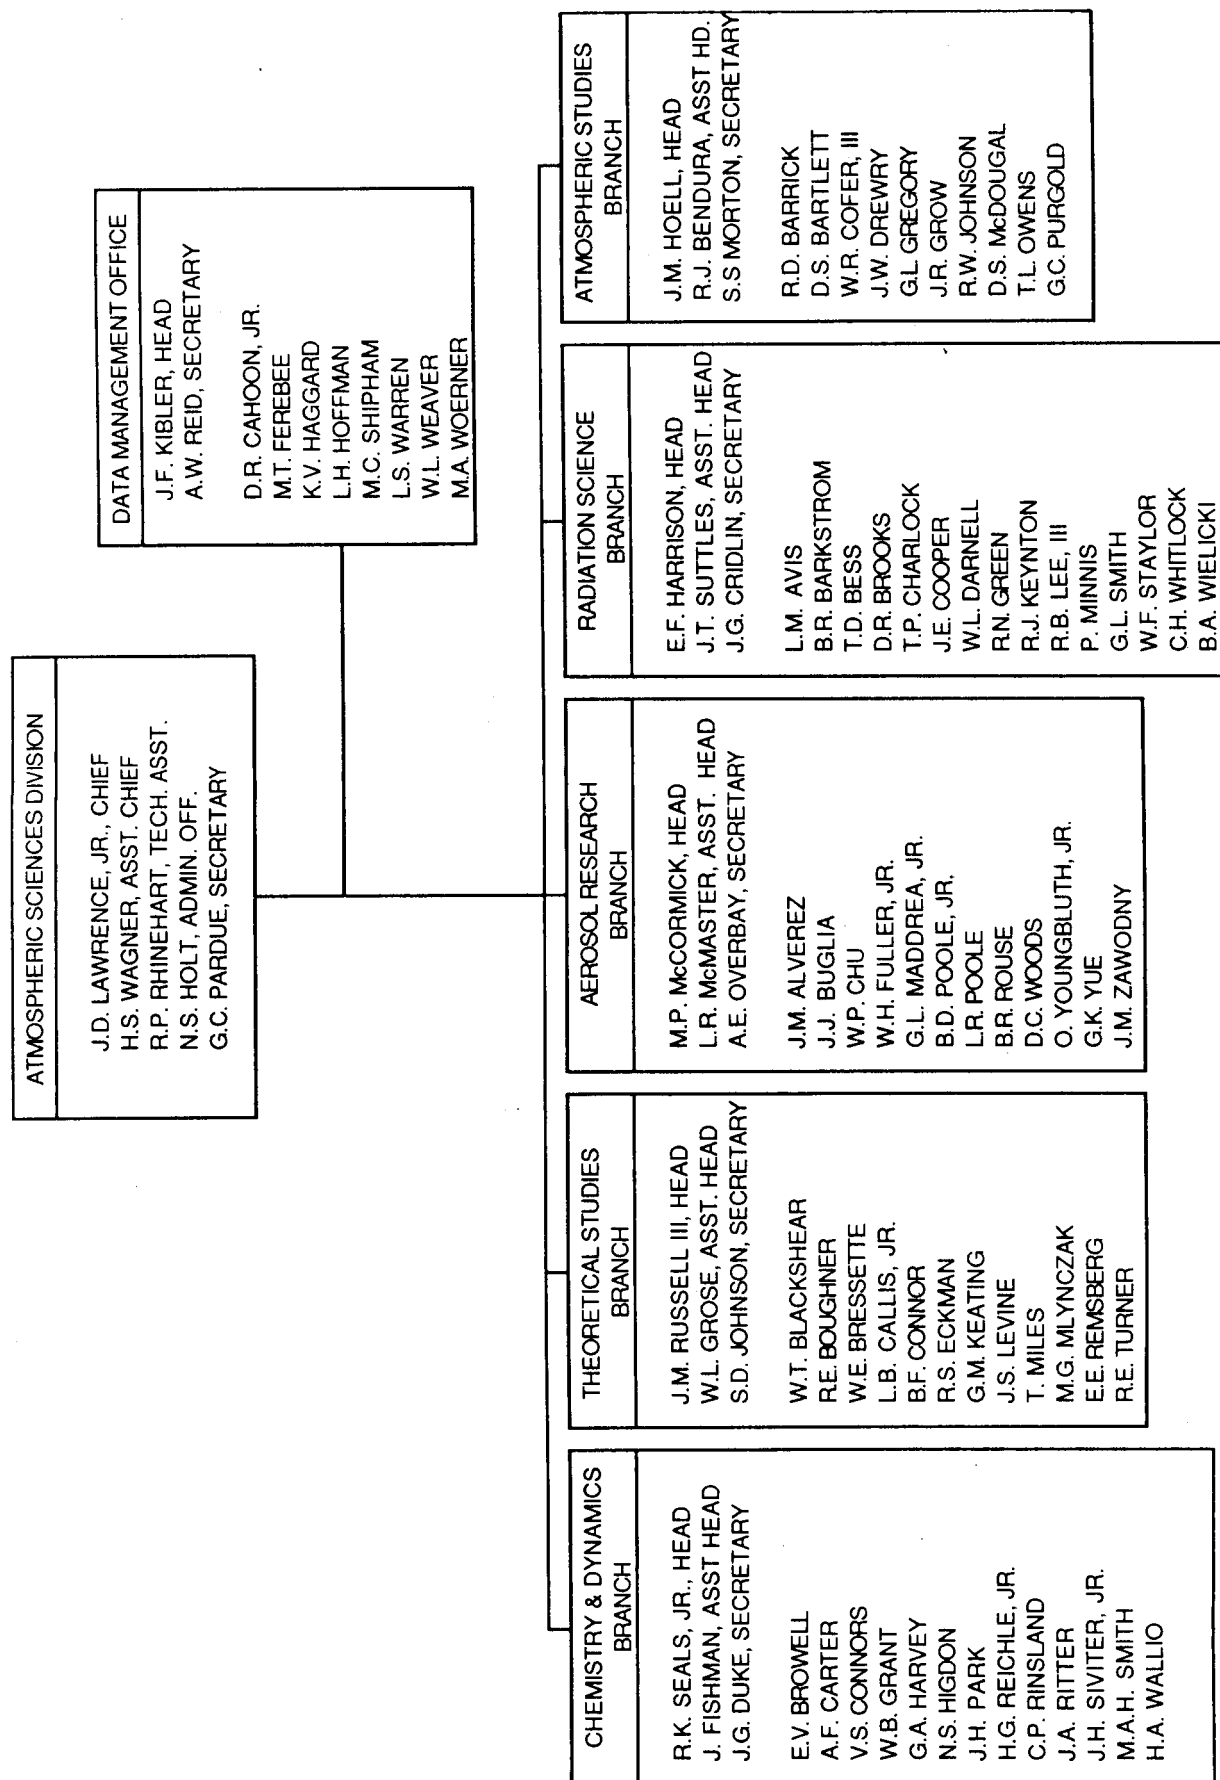 ATMOSPHERIC SCIENCES DIVISION
J.D. LAWRENCE, JR., CHIEF
H.S. WAGNER, ASST. CHIEF
R.P. RHINEHART, TECH. ASST.
N.S. HOLT, ADMIN. OFF.
G.C. PARDUE, SECRETARY
DATA MANAGEMENT OFFICE
J.F. KIBLER, HEAD
A.W. REID, SECRETARY
D.R. CAHOON, JR.
M.T. FEREBEE
K.V. HAGGARD
L.H. HOFFMAN
M.C. SHIPHAM
L.S. WARREN
W.L. WEAVER
M.A. WOERNER
CHEMISTRY & DYNAMICS
BRANCH
R.K. SEALS, JR., HEAD
J. FISHMAN, ASST HEAD
J.G. DUKE, SECRETARY
E.V. BROWELL
A.F. CARTER
V.S. CONNORS
W.B. GRANT
G.A. HARVEY
N.S. HIGDON
J.H. PARK
H.G. REICHLE, JR.
C.P. RINSLAND
J.A. RITTER
J.H. SIVITER, JR.
M.A.H. SMITH
H.A. WALLIO
THEORETICAL STUDIES
BRANCH
J.M. RUSSELL III, HEAD
W.L. GROSE, ASST. HEAD
S.D. JOHNSON, SECRETARY
W.T. BLACKSHEAR
R.E. BOUGHNER
W.E. BRESSETTE
L.B. CALLIS, JR.
B.F. CONNOR
R.S. ECKMAN
G.M. KEATING
J.S. LEVINE
T. MILES
M.G. MLYNCZAK
E.E. REMSBERG
R.E. TURNER
AEROSOL RESEARCH
BRANCH
M.P. McCORMICK, HEAD
L.R. McMASTER, ASST. HEAD
A.E. OVERBAY, SECRETARY
J.M. ALVEREZ
J.J. BUGLIA
W.P. CHU
W.H. FULLER, JR.
G.L. MADDREA, JR.
B.D. POOLE, JR,
L.R. POOLE
B.R. ROUSE
D.C. WOODS
O. YOUNGBLUTH, JR.
G.K. YUE
J.M. ZAWODNY
RADIATION SCIENCE
BRANCH
E.F. HARRISON, HEAD
J.T. SUTTLES, ASST. HEAD
J.G. CRIDLIN, SECRETARY
L.M. AVIS
B.R. BARKSTROM
T.D. BESS
D.R. BROOKS
T.P. CHARLOCK
J.E. COOPER
W.L. DARNELL
R.N. GREEN
R.J. KEYNTON
R.B. LEE, III
P. MINNIS
G.L. SMITH
W.F. STAYLOR
C.H. WHITLOCK
B.A. WIELICKI
ATMOSPHERIC STUDIES
BRANCH
J.M. HOELL, HEAD
R.J. BENDURA, ASST HD.
S.S MORTON, SECRETARY
R.D. BARRICK
D.S. BARTLETT
W.R. COFER, III
J.W. DREWRY
G.L. GREGORY
J.R. GROW
R.W. JOHNSON
D.S. McDOUGAL
T.L. OWENS
G.C. PURGOLD